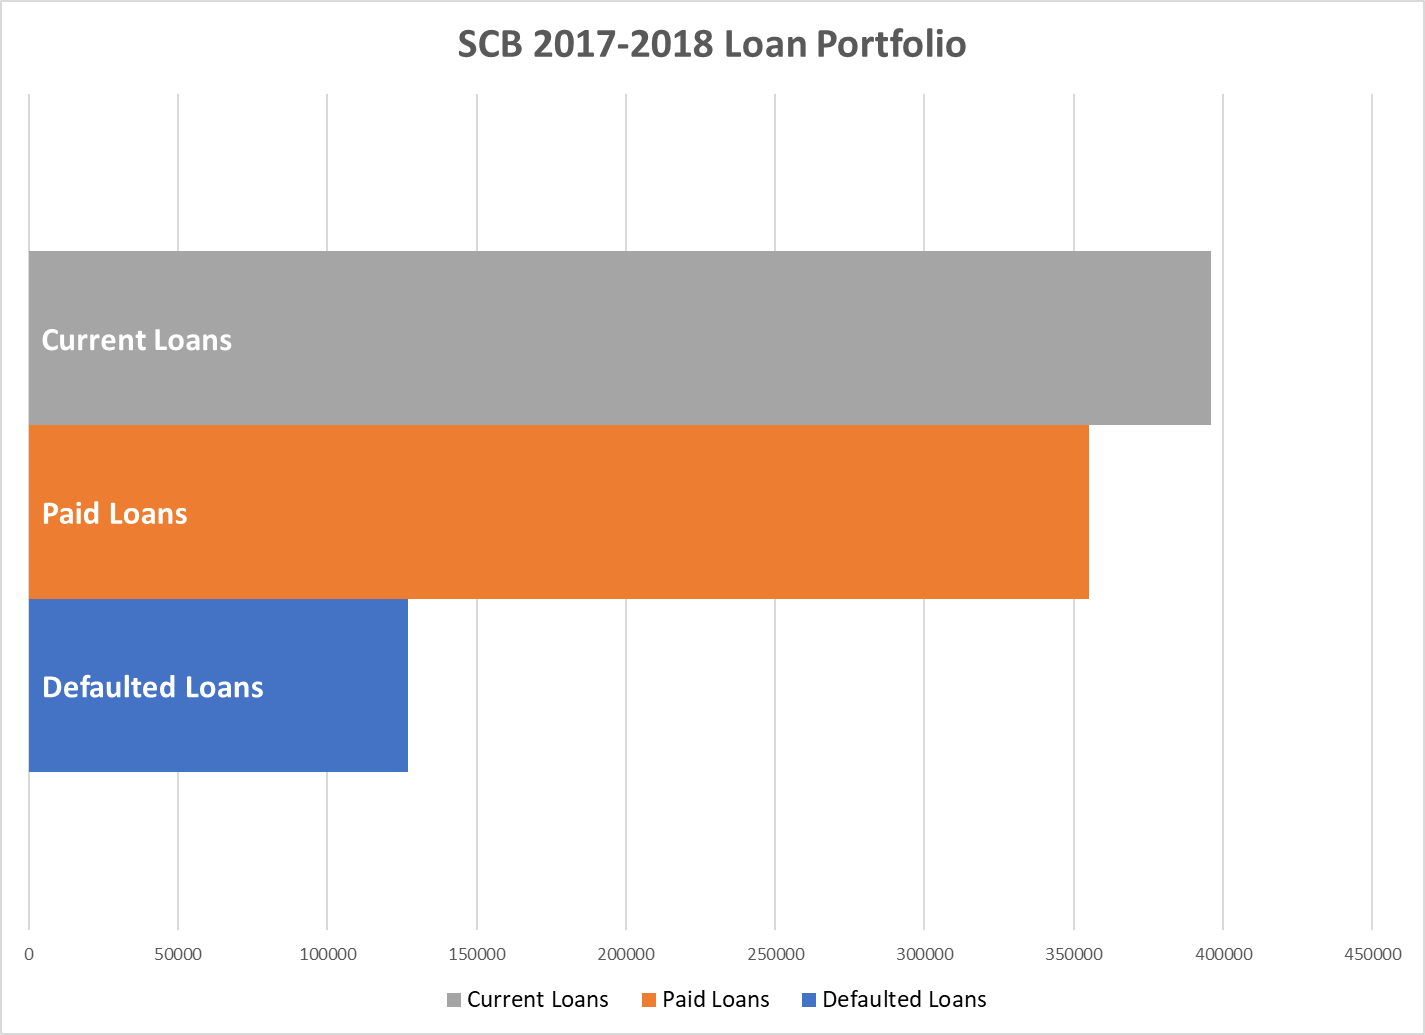 SCB 2017-2018 Loan Portfolio
Current Loans
Paid Loans
Defaulted Loans
0 50000 100000 150000 200000 250000 300000 350000 400000 450000
Current Loans Paid Loans Defaulted Loans